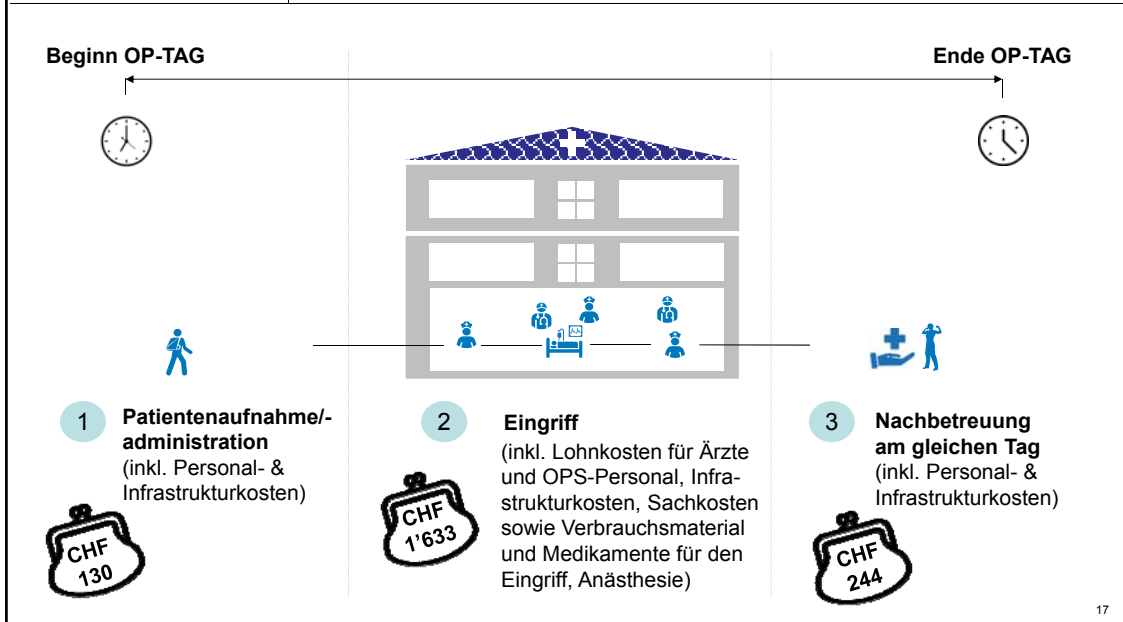 Beginn OP-TAG
Ende OP-TAG
1
Patientenaufnahme/-
administration
(inkl. Personal- &
Infrastrukturkosten)
CHF
130
2
Eingriff
(inkl. Lohnkosten für Ärzte
und OPS-Personal, Infra-
strukturkosten, Sachkosten
sowie Verbrauchsmaterial
und Medikamente für den
Eingriff, Anästhesie)
CHF
1’633
3
Nachbetreuung
am gleichen Tag
(inkl. Personal- &
Infrastrukturkosten)
CHF
244
17